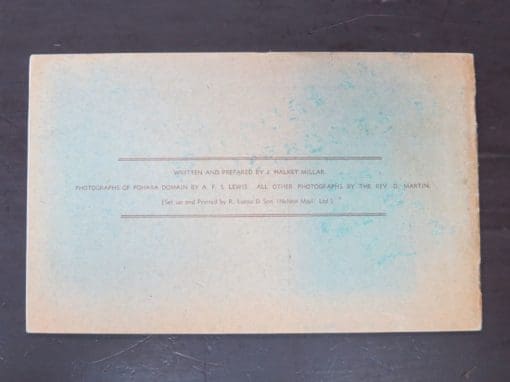 WRITTEN AND PREPARED BY J. HALKET MILLAR.
PHOTOGRAPHS OF POHARA DOMAIN BY A. F. S. LEWIS. ALL OTHER PHOTOGRAPHS BY THE REV. D. MARTIN.
(Set up and Printed by R. Lucas & Son (Nelson Mail) Ltd.)